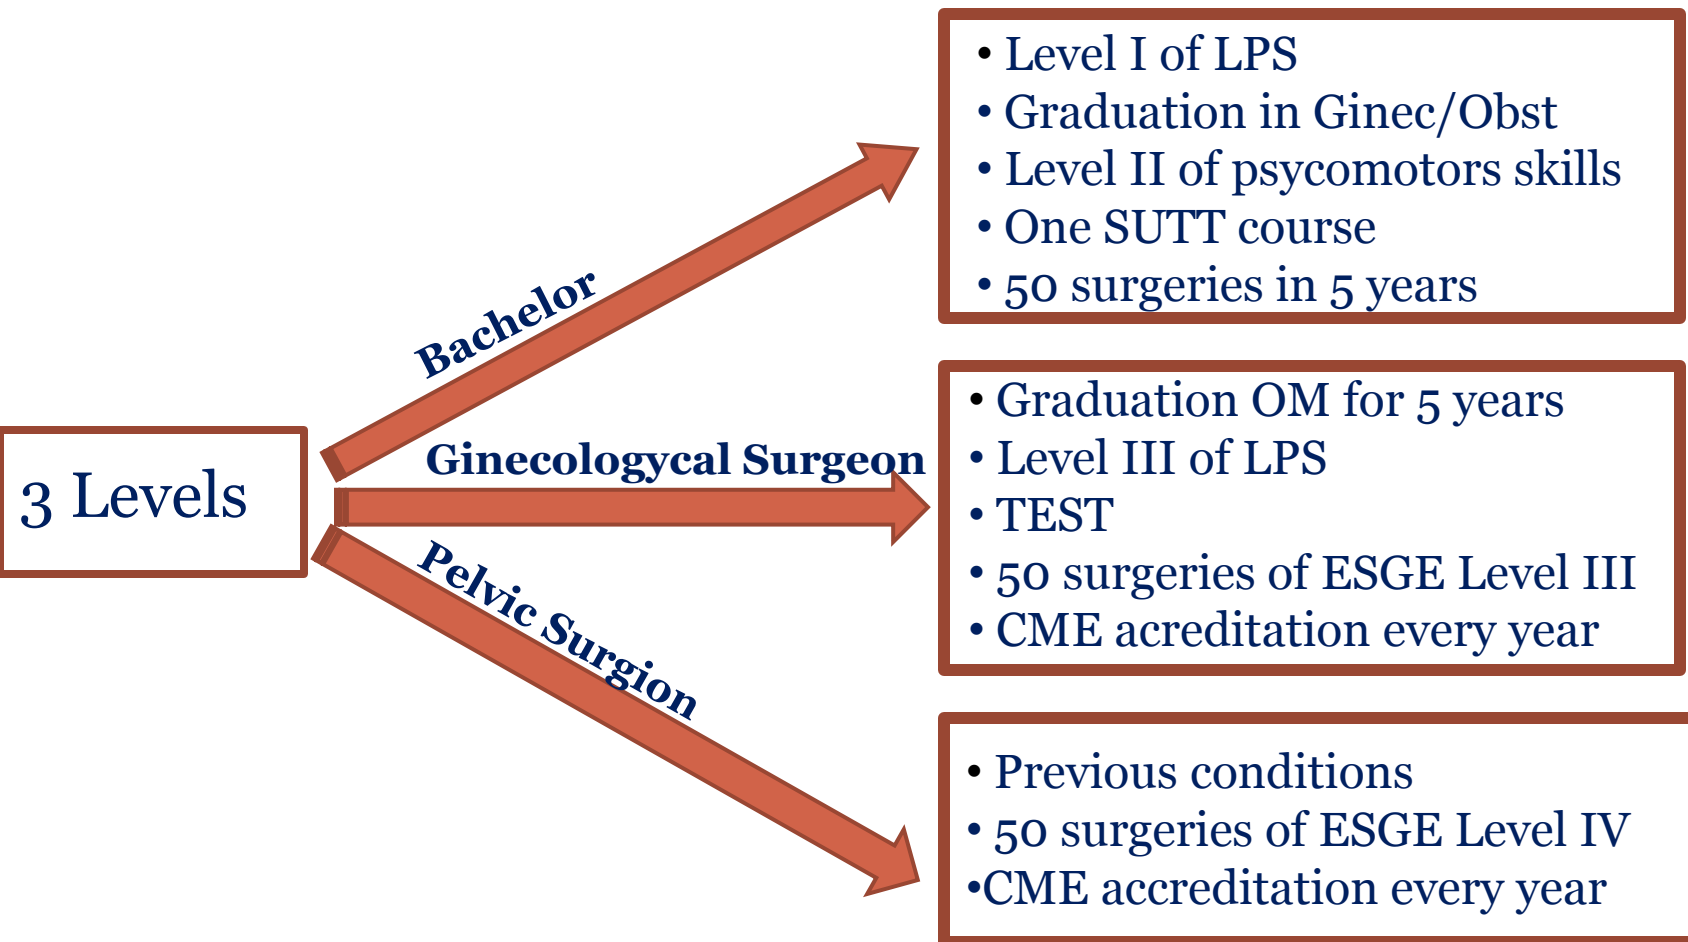 3 Levels
Bachelor
• Level I of LPS
• Graduation in Ginec/Obst
• Level II of psycomotors skills
• One SUTT course
• 50 surgeries in 5 years
Ginecologycal Surgeon
• Graduation OM for 5 years
• Level III of LPS
• TEST
• 50 surgeries of ESGE Level III
• CME acreditation every year
Pelvic Surgion
• Previous conditions
• 50 surgeries of ESGE Level IV
•CME accreditation every year